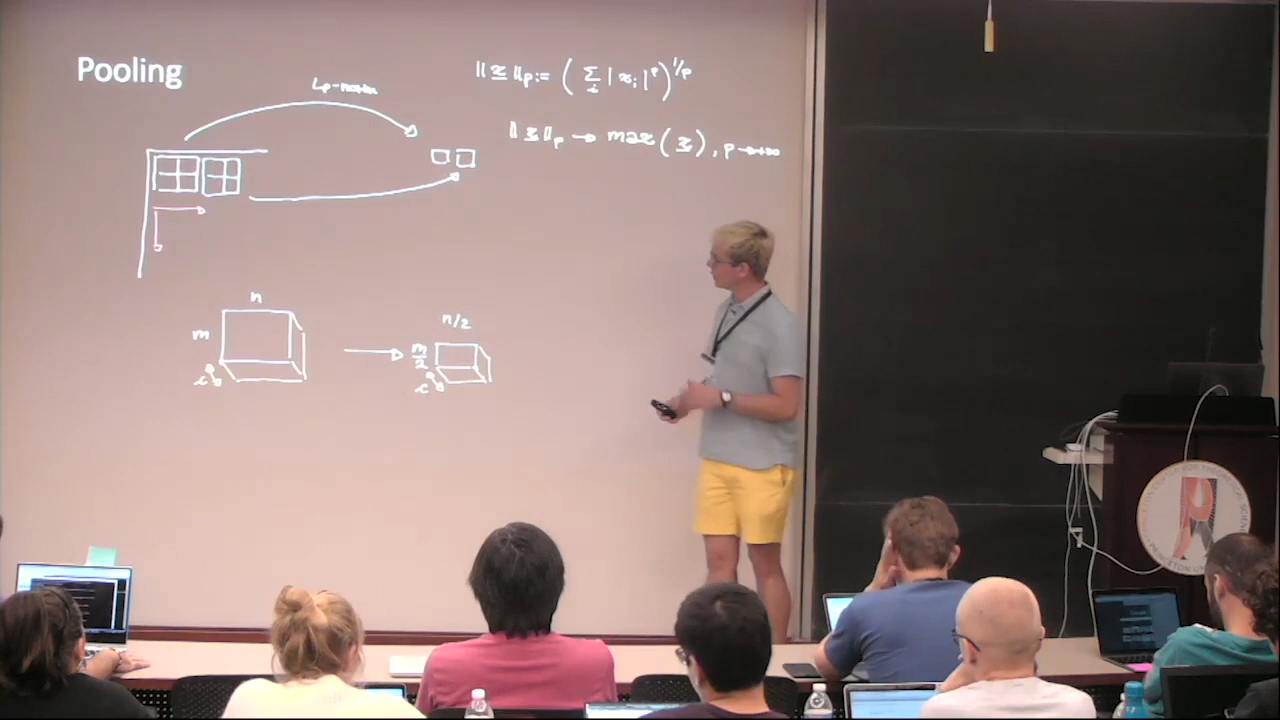 Pooling
Lp-norm
‖x‖p := (∑i |xi|^p)^1/p
‖x‖p → max(x), p→+∞
n
m
c
n/2
m/2
c